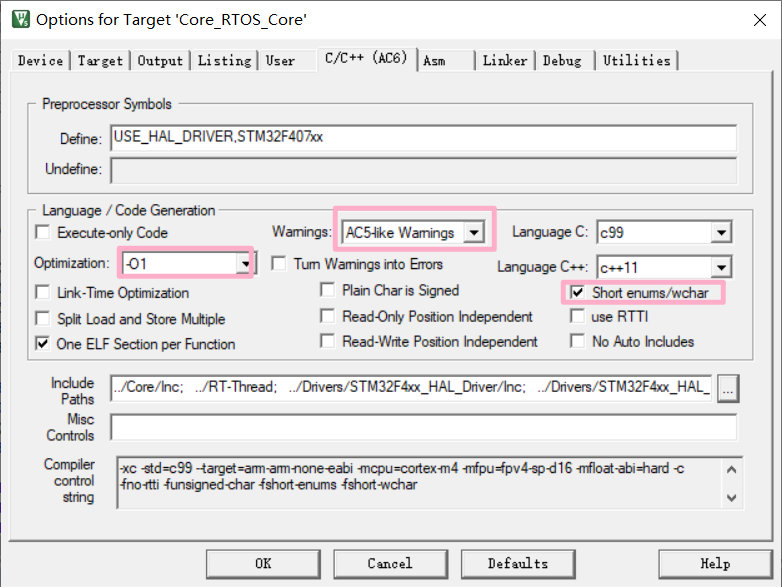 Options for Target 'Core_RTOS_Core'
Device Target Output Listing User C/C++ (AC6) Asm Linker Debug Utilities
Preprocessor Symbols
Define: USE_HAL_DRIVER,STM32F407xx
Undefine:
Language / Code Generation
Execute-only Code Warnings: AC5-like Warnings Language C: c99
Optimization: -O1 Turn Warnings into Errors Language C++: c++11
Link-Time Optimization Plain Char is Signed Short enums/wchar
Split Load and Store Multiple Read-Only Position Independent use RTTI
One ELF Section per Function Read-Write Position Independent No Auto Includes
Include Paths ../Core/Inc; ../RT-Thread; ../Drivers/STM32F4xx_HAL_Driver/Inc; ../Drivers/STM32F4xx_HAL_ ...
Misc Controls
Compiler control string -xc -std=c99 --target=arm-arm-none-eabi -mcpu=cortex-m4 -mfpu=fpv4-sp-d16 -mfloat-abi=hard -c
-fno-rtti -funsigned-char -fshort-enums -fshort-wchar
OK Cancel Defaults Help